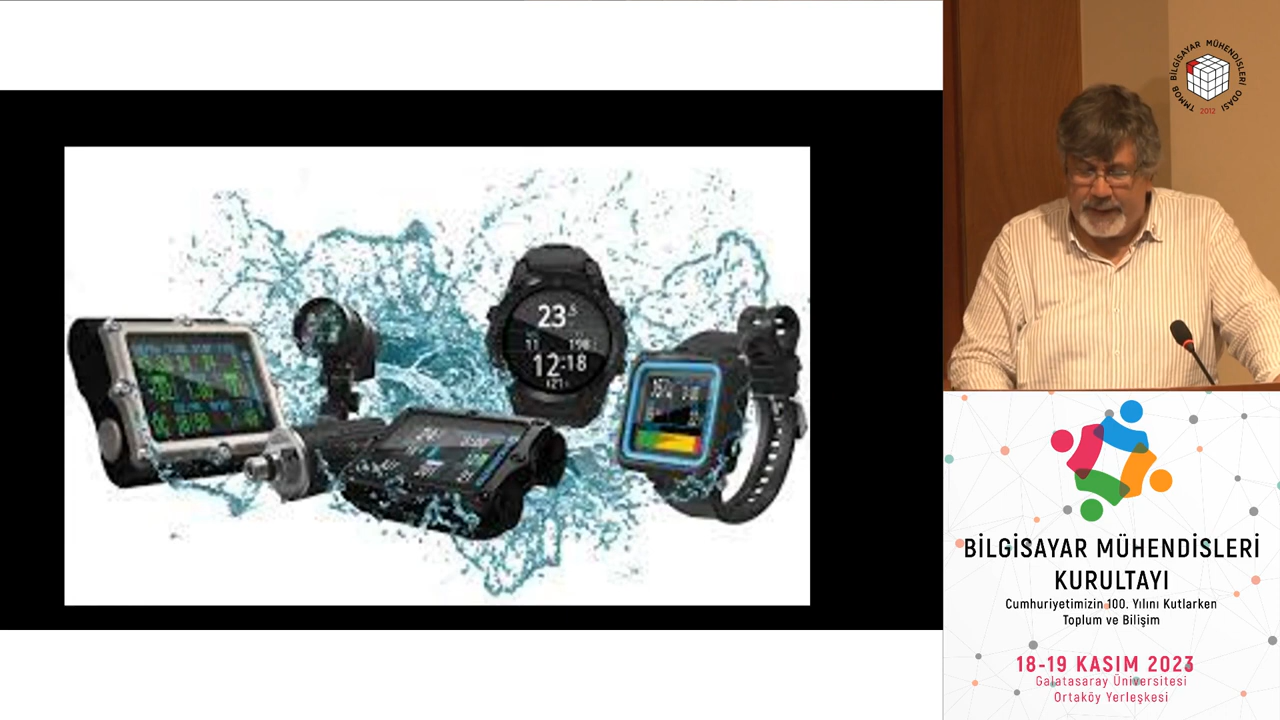 TMMOB BİLGİSAYAR MÜHENDİSLERİ ODASI
2012
23
11
12:18
BİLGİSAYAR MÜHENDİSLERİ
KURULTAYI
Cumhuriyetimizin 100. Yılını Kutlarken
Toplum ve Bilişim
18-19 KASIM 2023
Galatasaray Üniversitesi
Ortaköy Yerleşkesi